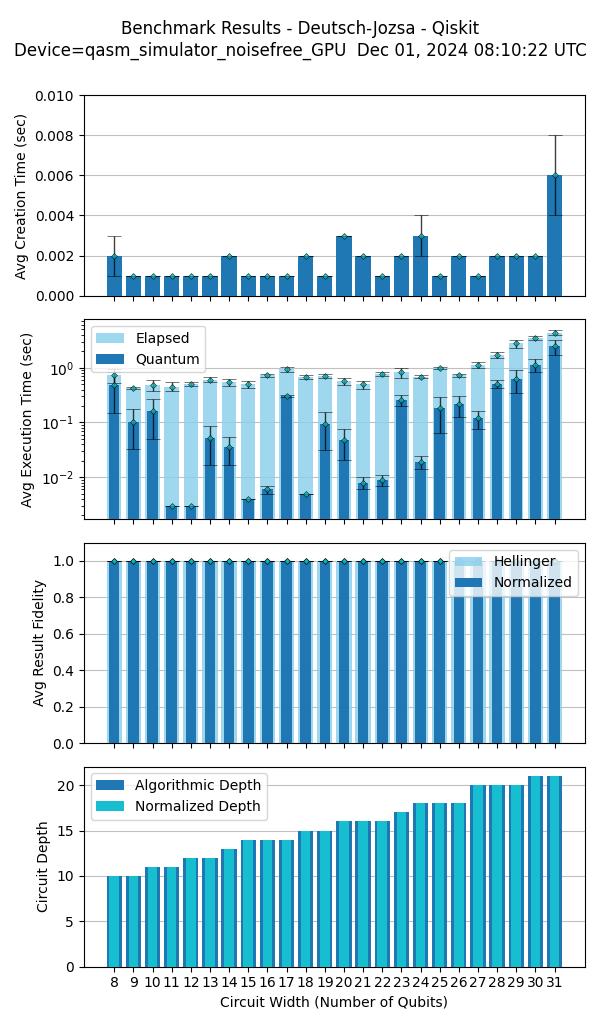 Benchmark Results - Deutsch-Jozsa - Qiskit
Device=qasm_simulator_noisefree_GPU  Dec 01, 2024 08:10:22 UTC
Avg Creation Time (sec)
0.010
0.008
0.006
0.004
0.002
0.000
Avg Execution Time (sec)
10⁰
10⁻¹
10⁻²
Elapsed
Quantum
Avg Result Fidelity
1.0
0.8
0.6
0.4
0.2
0.0
Hellinger
Normalized
Circuit Depth
20
15
10
5
0
Algorithmic Depth
Normalized Depth
8 9 10 11 12 13 14 15 16 17 18 19 20 21 22 23 24 25 26 27 28 29 30 31
Circuit Width (Number of Qubits)